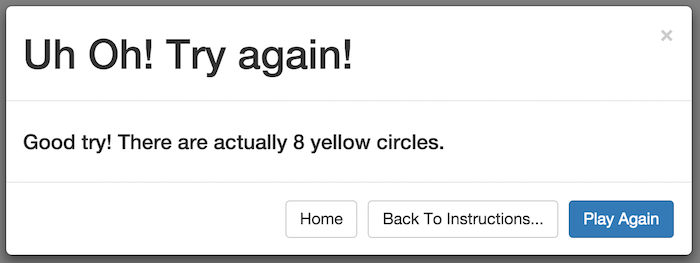 Uh Oh! Try again!
×
Good try! There are actually 8 yellow circles.
Home
Back To Instructions...
Play Again